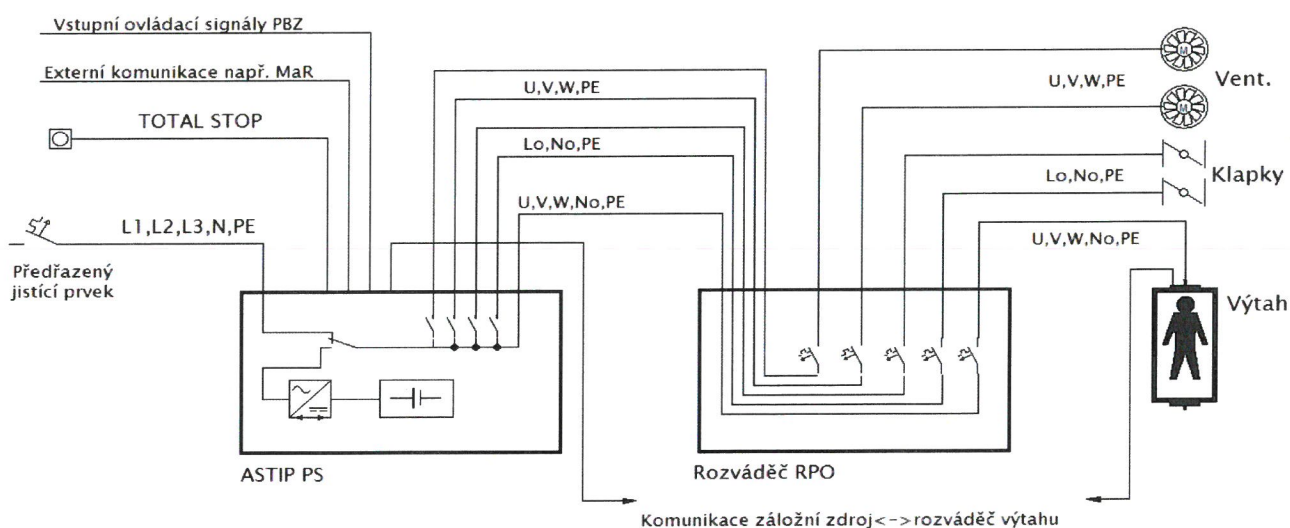 Vstupní ovládací signály PBZ
Externí komunikace např. MaR
TOTAL STOP
L1,L2,L3,N,PE
Předřazený
jistící prvek
U,V,W,PE
Lo,No,PE
U,V,W,No,PE
ASTIP PS
M
M
U,V,W,PE
Vent.
Lo,No,PE
Klapky
U,V,W,No,PE
Výtah
Rozváděč RPO
Komunikace záložní zdroj<->rozváděč výtahu